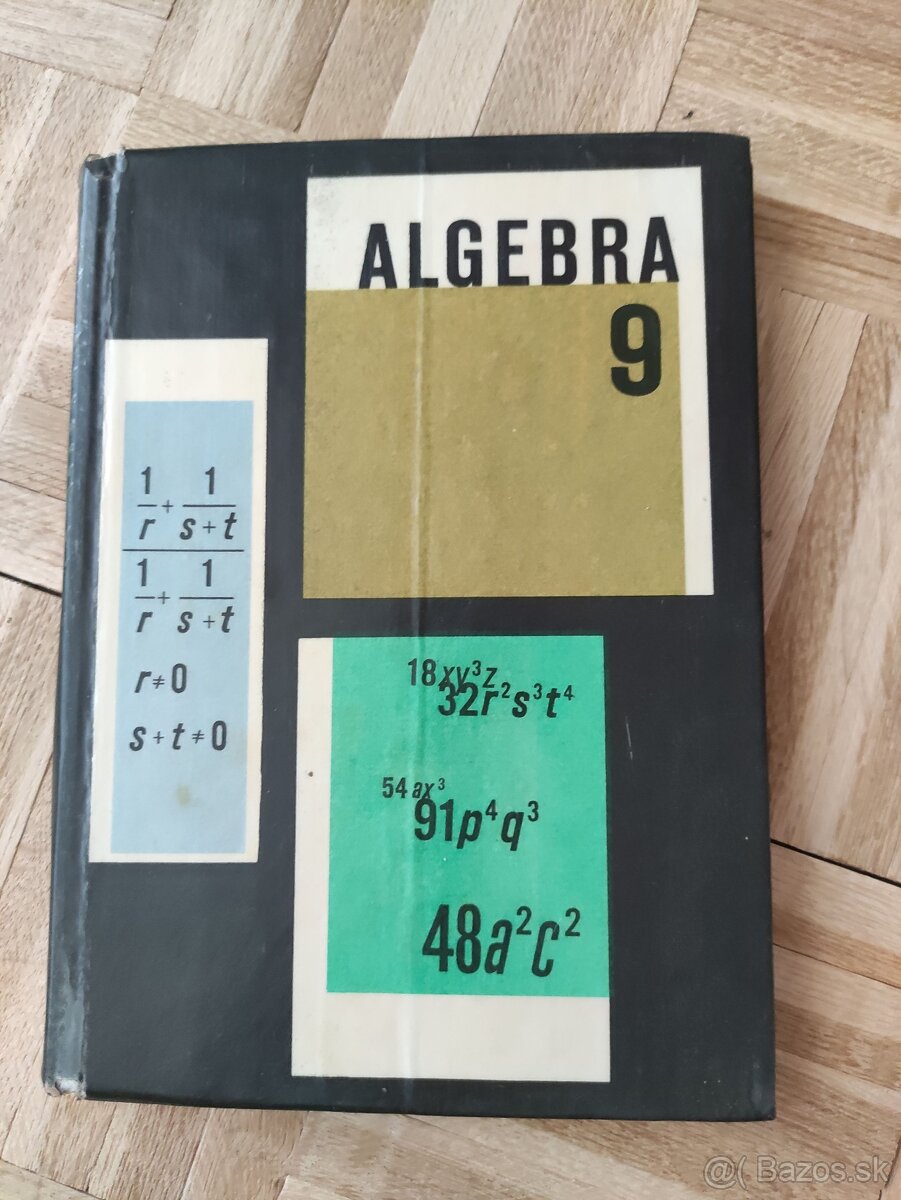 ALGEBRA
9
1/r + 1/s+t
1/r + 1/s+t
r≠0
s+t≠0
18xy³z
32r²s³t⁴
54ax³
91p⁴q³
48a²c²
@( Bazos.sk